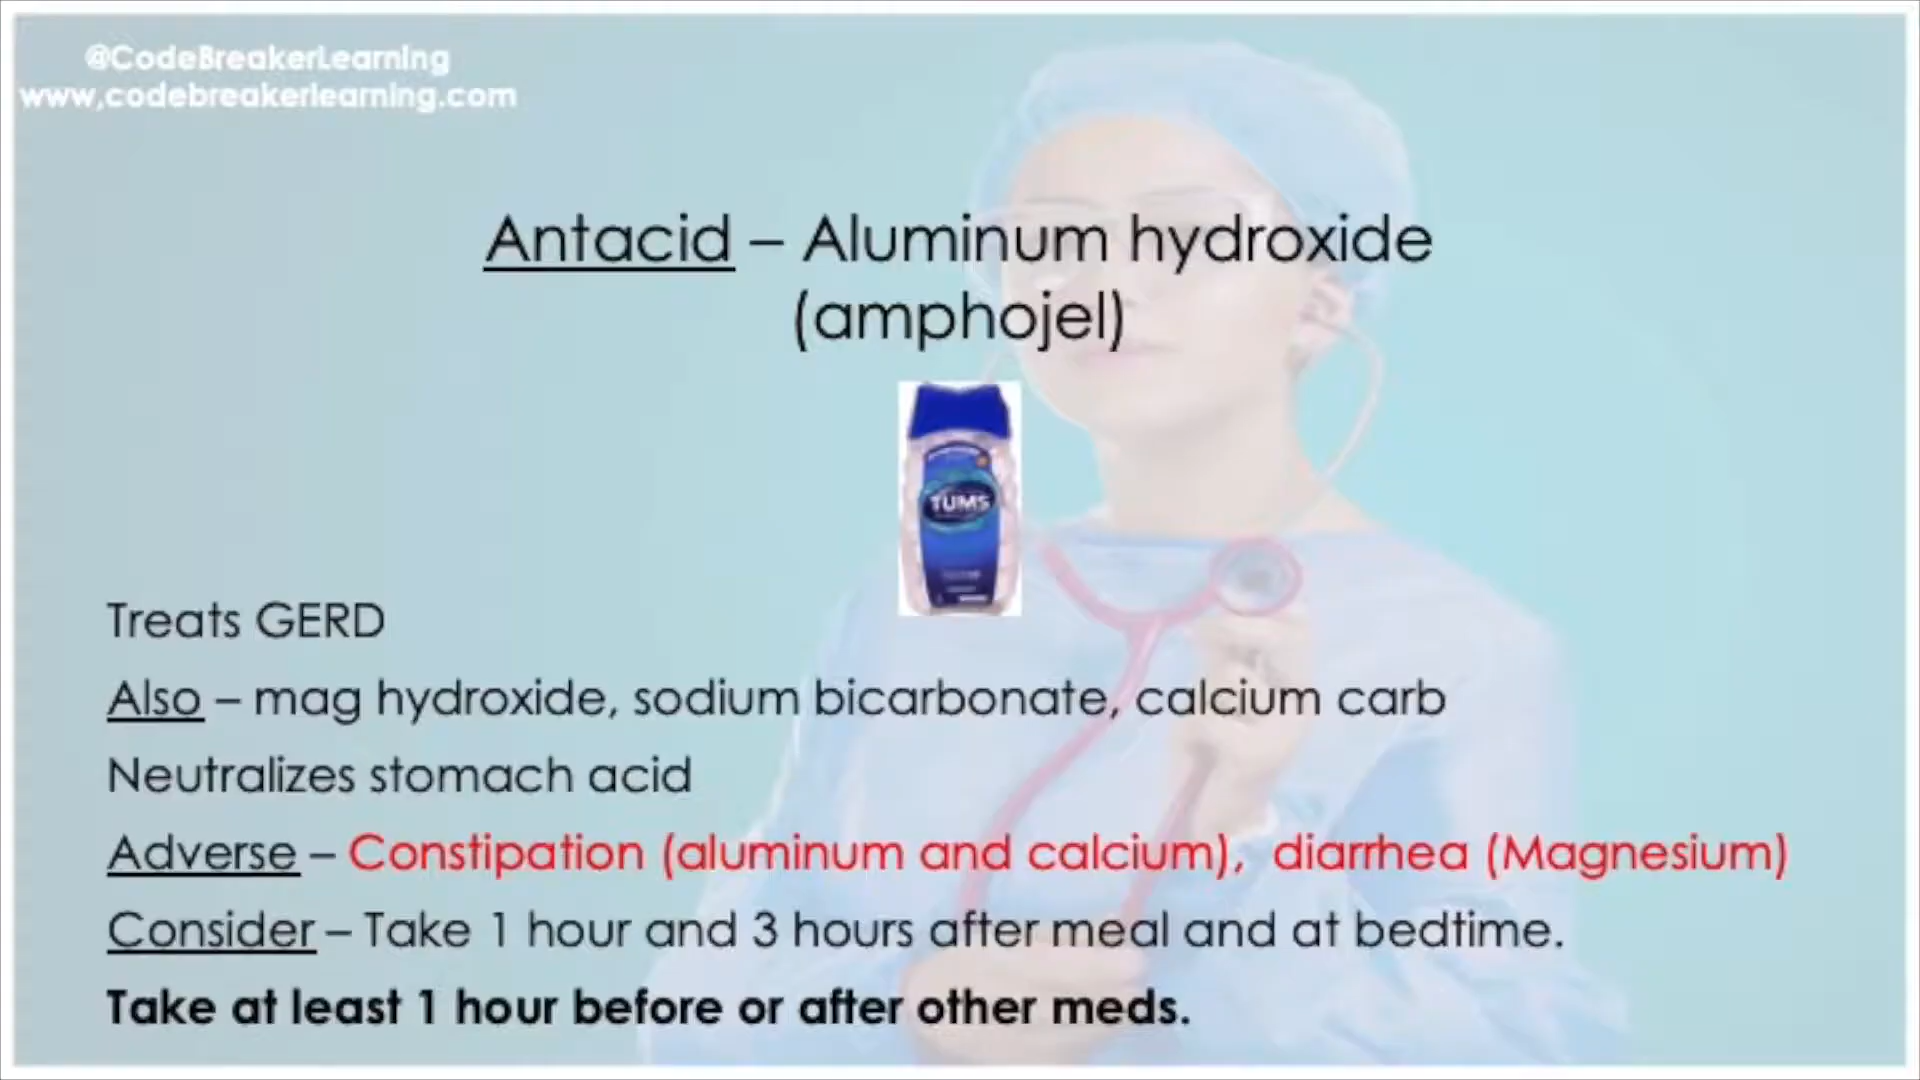 @CodeBreakerLearning
www,codebreakerlearning.com
Antacid – Aluminum hydroxide
(amphojel)
TUMS
Treats GERD
Also – mag hydroxide, sodium bicarbonate, calcium carb
Neutralizes stomach acid
Adverse – Constipation (aluminum and calcium), diarrhea (Magnesium)
Consider – Take 1 hour and 3 hours after meal and at bedtime.
Take at least 1 hour before or after other meds.